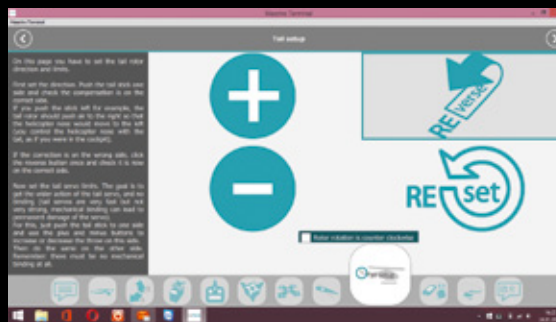 Tail setup
On this page you have to set the tail rotor
direction and limits.
First set the direction. Push the tail stick one
side and check the compensation is on the
correct side.
If you push the stick left for example, the
tail rotor should push air to the right so that
the helicopter nose would move to the left
(you control the helicopter nose with the
tail, as if you were in the cockpit).
If the correction is on the wrong side, click
the reverse button once and check it is now
on the correct side.
Now set the tail servo limits. The goal is to
get the widest action of the tail servo, and no
binding (tail servos are very fast but not
very strong, mechanical binding can lead to
permanent damage of the servo).
For this, just push the tail stick to one side
and use the plus and minus buttons to
increase or decrease the throw on this side.
Then do the same on the other side.
Remember: there must be no mechanical
binding at all.
REverse
REset
Rotor rotation is counter clockwise